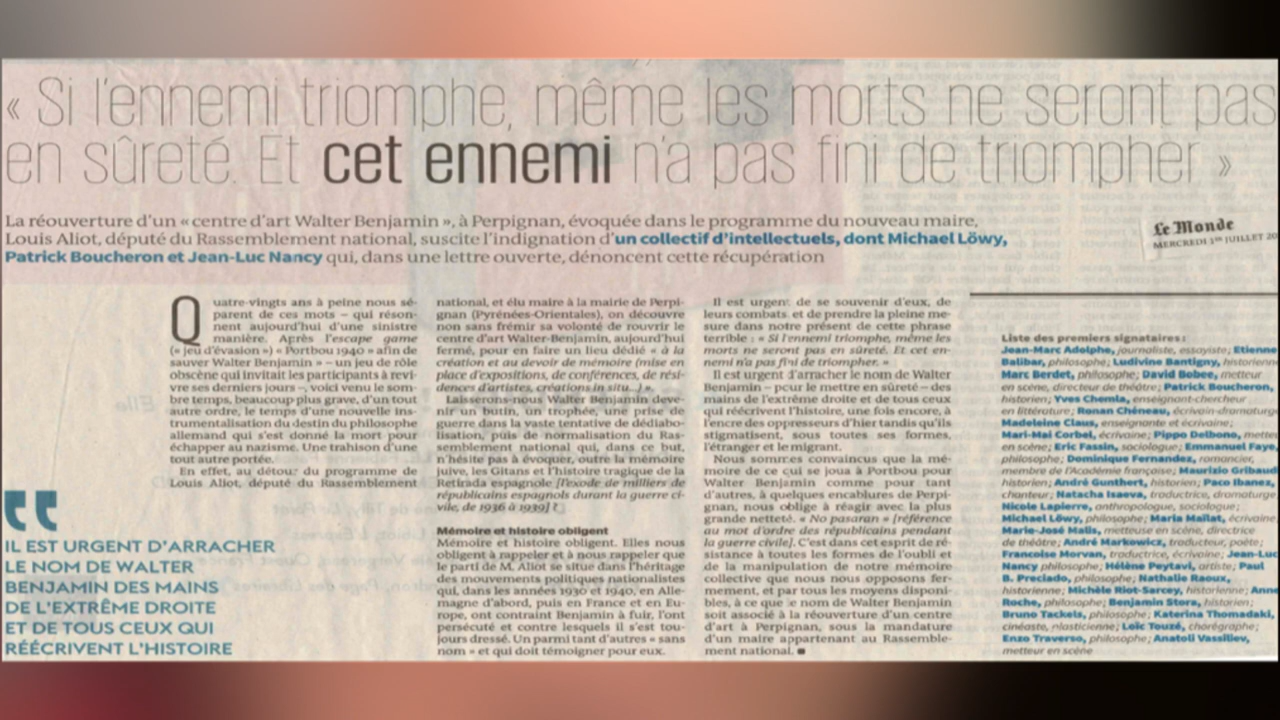 « Si l'ennemi triomphe, même les morts ne seront pas
en sûreté. Et cet ennemi n'a pas fini de triompher »
La réouverture d'un « centre d'art Walter Benjamin », à Perpignan, évoquée dans le programme du nouveau maire,
Louis Aliot, député du Rassemblement national, suscite l'indignation d'un collectif d'intellectuels, dont Michael Löwy,
Patrick Boucheron et Jean-Luc Nancy qui, dans une lettre ouverte, dénoncent cette récupération
Le Monde
MERCREDI 1ER JUILLET 20
Quatre-vingts ans à peine nous sé-
parent de ces mots – qui réson-
nent aujourd'hui d'une sinistre
manière. Après l'escape game
(« jeu d'évasion ») « Portbou 1940 » afin de
sauver Walter Benjamin » – un jeu de rôle
obscène qui invitait les participants à revi-
vre ses derniers jours –, voici venu le som-
bre temps, beaucoup plus grave, d'un tout
autre ordre, le temps d'une nouvelle ins-
trumentalisation du destin du philosophe
allemand qui s'est donné la mort pour
échapper au nazisme. Une trahison d'une
tout autre portée.
En effet, au détour du programme de
Louis Aliot, député du Rassemblement
IL EST URGENT D'ARRACHER
LE NOM DE WALTER
BENJAMIN DES MAINS
DE L'EXTRÊME DROITE
ET DE TOUS CEUX QUI
RÉÉCRIVENT L'HISTOIRE
national, et élu maire à la mairie de Perpi-
gnan (Pyrénées-Orientales), on découvre
non sans frémir sa volonté de rouvrir le
centre d'art Walter-Benjamin, aujourd'hui
fermé, pour en faire un lieu dédié « à la
création et au devoir de mémoire (mise en
place d'expositions, de conférences, de rési-
dences d'artistes, créations in situ...) ».
Laisserons-nous Walter Benjamin deve-
nir un butin, un trophée, une prise de
guerre dans la vaste tentative de dédiabo-
lisation, puis de normalisation du Ras-
semblement national qui, dans ce but,
n'hésite pas à évoquer, outre la mémoire
juive, les Gitans et l'histoire tragique de la
Retirada espagnole [l'exode de milliers de
républicains espagnols durant la guerre ci-
vile, de 1936 à 1939] ?
Mémoire et histoire obligent
Mémoire et histoire obligent. Elles nous
obligent à rappeler et à nous rappeler que
le parti de M. Aliot se situe dans l'héritage
des mouvements politiques nationalistes
qui, dans les années 1930 et 1940, en Alle-
magne d'abord, puis en France et en Eu-
rope, ont contraint Benjamin à fuir, l'ont
persécuté et contre lesquels il s'est tou-
jours dressé. Un parmi tant d'autres « sans
nom » et qui doit témoigner pour eux.
Il est urgent de se souvenir d'eux, de
leurs combats et de prendre la pleine me-
sure dans notre présent de cette phrase
terrible : « Si l'ennemi triomphe, même les
morts ne seront pas en sûreté. Et cet en-
nemi n'a pas fini de triompher. »
Il est urgent d'arracher le nom de Walter
Benjamin – pour le mettre en sûreté – des
mains de l'extrême droite et de tous ceux
qui réécrivent l'histoire, une fois encore, à
l'encre des oppresseurs d'hier tandis qu'ils
stigmatisent, sous toutes ses formes,
l'étranger et le migrant.
Nous sommes convaincus que la mé-
moire de ce qui se joua à Portbou pour
Walter Benjamin comme pour tant
d'autres, à quelques encablures de Perpi-
gnan, nous oblige à réagir avec la plus
grande netteté. « No pasaran » [référence
au mot d'ordre des républicains pendant
la guerre civile]. C'est dans cet esprit de ré-
sistance à toutes les formes de l'oubli et
de la manipulation de notre mémoire
collective que nous nous opposons fer-
mement, et par tous les moyens disponi-
bles, à ce que le nom de Walter Benjamin
soit associé à la réouverture d'un centre
d'art à Perpignan, sous la mandature
d'un maire appartenant au Rassemble-
ment national. ■
Liste des premiers signataires :
Jean-Marc Adolphe, journaliste, essayiste; Etienne
Balibar, philosophe; Ludivine Bantigny, historienne
Marc Berdet, philosophe; David Bobee, metteur
en scène, directeur de théâtre; Patrick Boucheron,
historien; Yves Chemla, enseignant-chercheur
en littérature; Ronan Chéneau, écrivain-dramaturge
Madeleine Claus, enseignante et écrivaine;
Mari-Mai Corbel, écrivaine; Pippo Delbono, metteur
en scène; Eric Fassin, sociologue; Emmanuel Faye,
philosophe; Dominique Fernandez, romancier,
membre de l'Académie française; Maurizio Gribaudi
historien; André Gunthert, historien; Paco Ibanez,
chanteur; Natacha Isaeva, traductrice, dramaturge
Nicole Lapierre, anthropologue, sociologue;
Michael Löwy, philosophe; Maria Maïlat, écrivaine
Marie-José Malis, metteuse en scène, directrice
de théâtre; André Markowicz, traducteur, poète;
Francoise Morvan, traductrice, écrivaine; Jean-Luc
Nancy philosophe; Hélène Peytavi, artiste; Paul
B. Preciado, philosophe; Nathalie Raoux,
historienne; Michèle Riot-Sarcey, historienne; Anne
Roche, philosophe; Benjamin Stora, historien;
Bruno Tackels, philosophe; Katerina Thomadaki,
cinéaste, plasticienne; Loïc Touzé, chorégraphe;
Enzo Traverso, philosophe; Anatoli Vassiliev,
metteur en scène